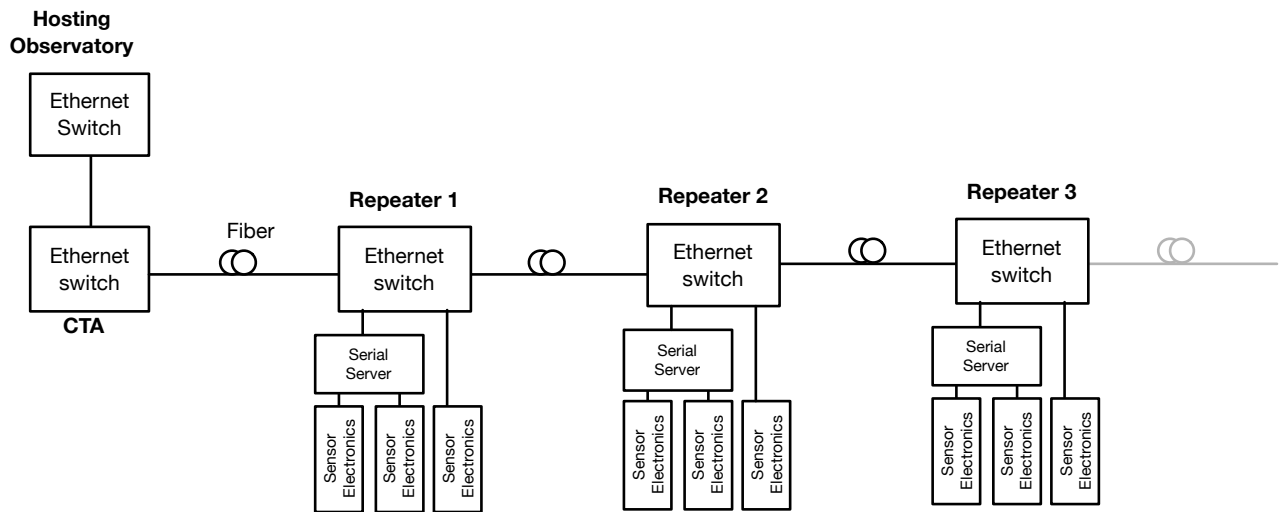 Hosting
Observatory
Ethernet
Switch
Ethernet
switch
CTA
Fiber
Repeater 1
Ethernet
switch
Serial
Server
Sensor
Electronics
Sensor
Electronics
Sensor
Electronics
Repeater 2
Ethernet
switch
Serial
Server
Sensor
Electronics
Sensor
Electronics
Sensor
Electronics
Repeater 3
Ethernet
switch
Serial
Server
Sensor
Electronics
Sensor
Electronics
Sensor
Electronics